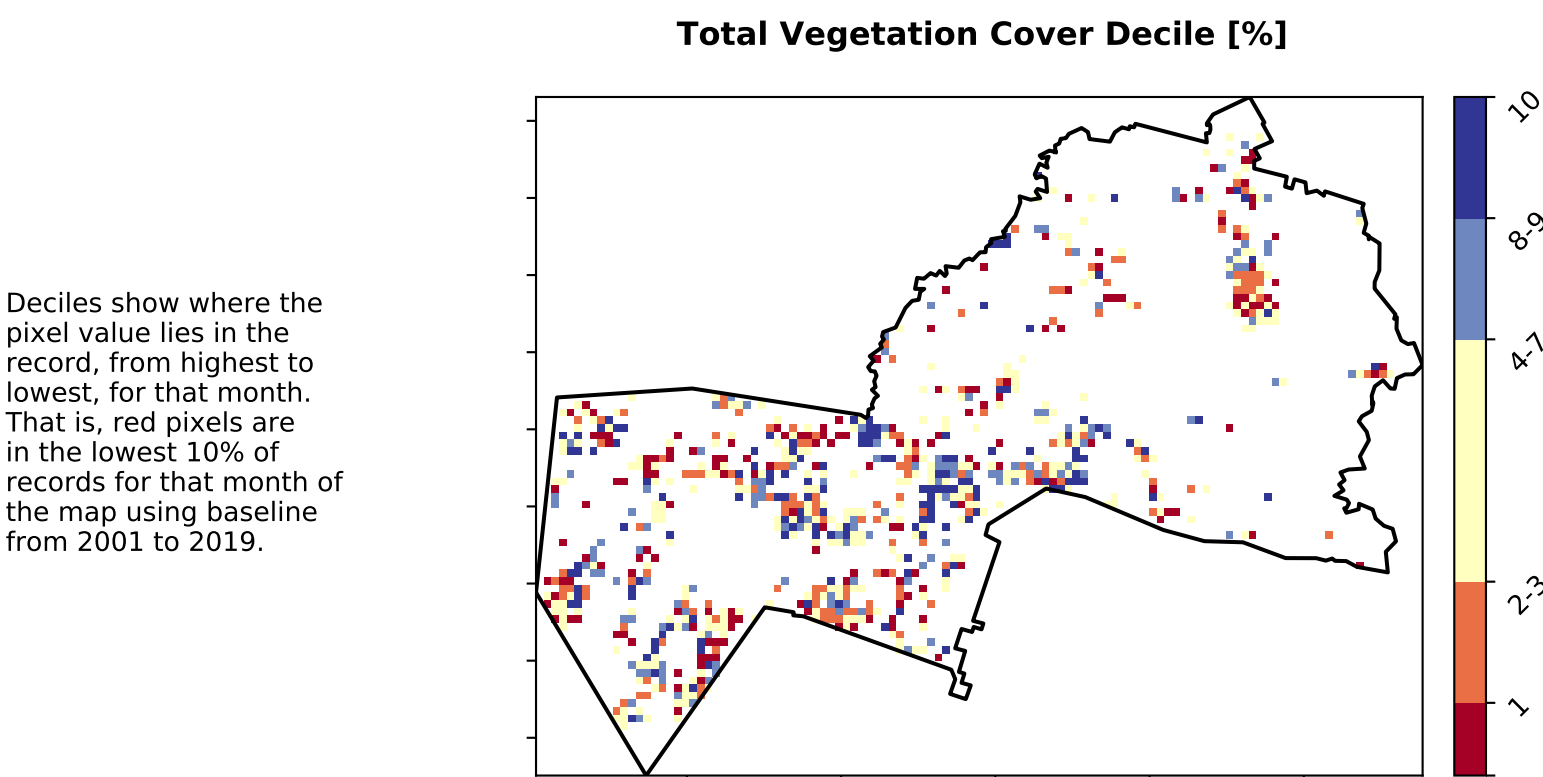 Total Vegetation Cover Decile [%]
Deciles show where the
pixel value lies in the
record, from highest to
lowest, for that month.
That is, red pixels are
in the lowest 10% of
records for that month of
the map using baseline
from 2001 to 2019.
10
8-9
4-7
2-3
1